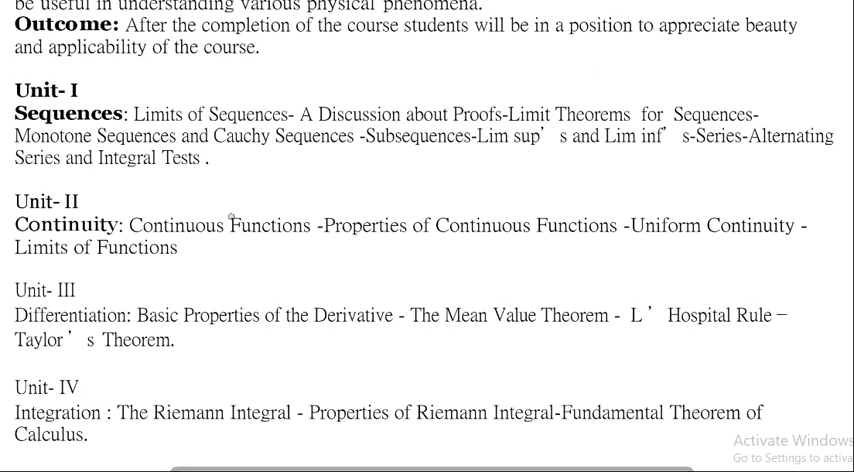 be useful in understanding various physical phenomena.
Outcome: After the completion of the course students will be in a position to appreciate beauty
and applicability of the course.
Unit- I
Sequences: Limits of Sequences- A Discussion about Proofs-Limit Theorems for Sequences-
Monotone Sequences and Cauchy Sequences -Subsequences-Lim sup’ s and Lim inf’ s-Series-Alternating
Series and Integral Tests .
Unit- II
Continuity: Continuous Functions -Properties of Continuous Functions -Uniform Continuity -
Limits of Functions
Unit- III
Differentiation: Basic Properties of the Derivative - The Mean Value Theorem - L’ Hospital Rule –
Taylor’ s Theorem.
Unit- IV
Integration : The Riemann Integral - Properties of Riemann Integral-Fundamental Theorem of
Calculus.
Activate Windows
Go to Settings to activa